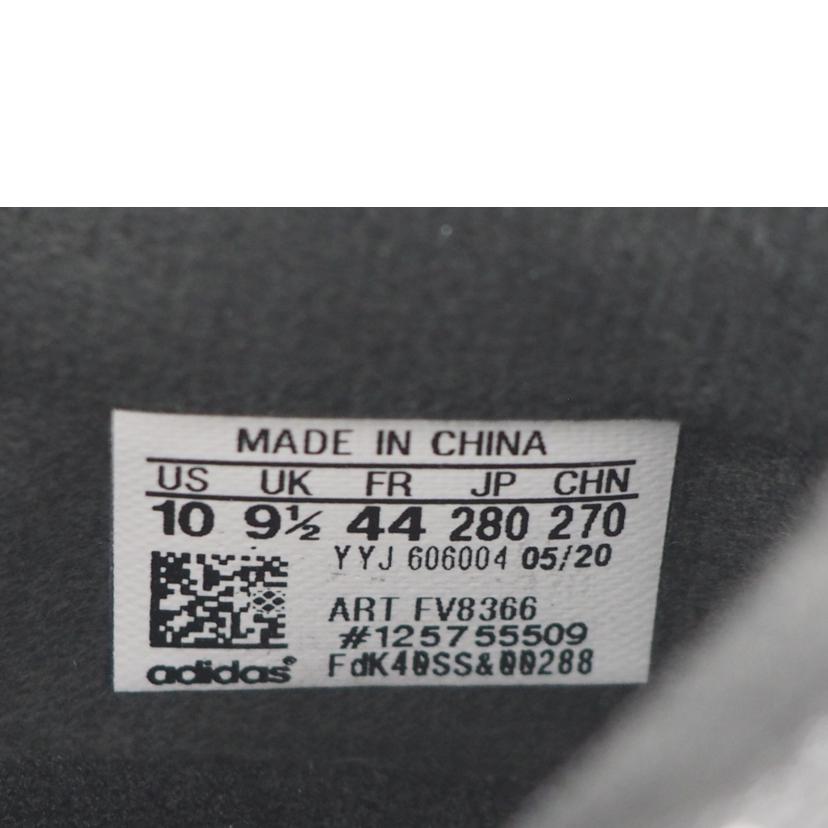 MADE IN CHINA
US UK FR JP CHN
10 9½ 44 280 270
YYJ 606004 05/20
ART FV8366
#125755509
adidas® FdK40SS&00288